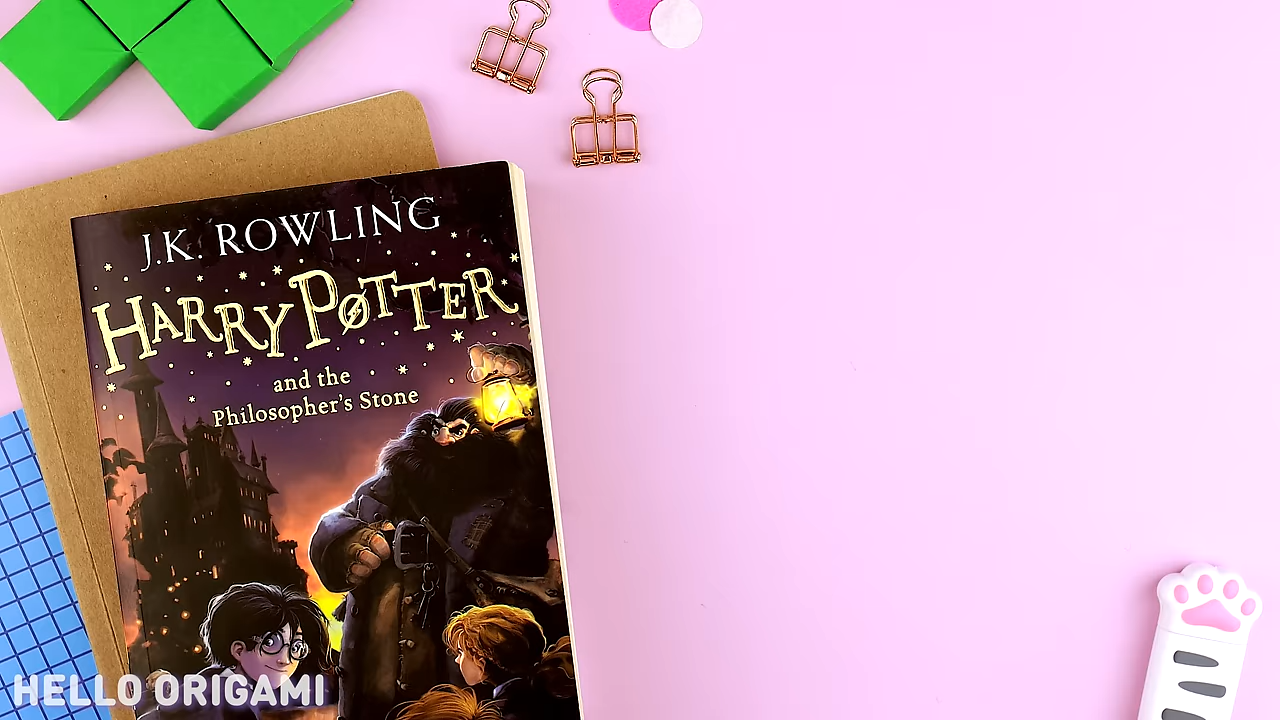 J.K. ROWLING
HARRY POTTER
and the
Philosopher's Stone
HELLO ORIGAMI